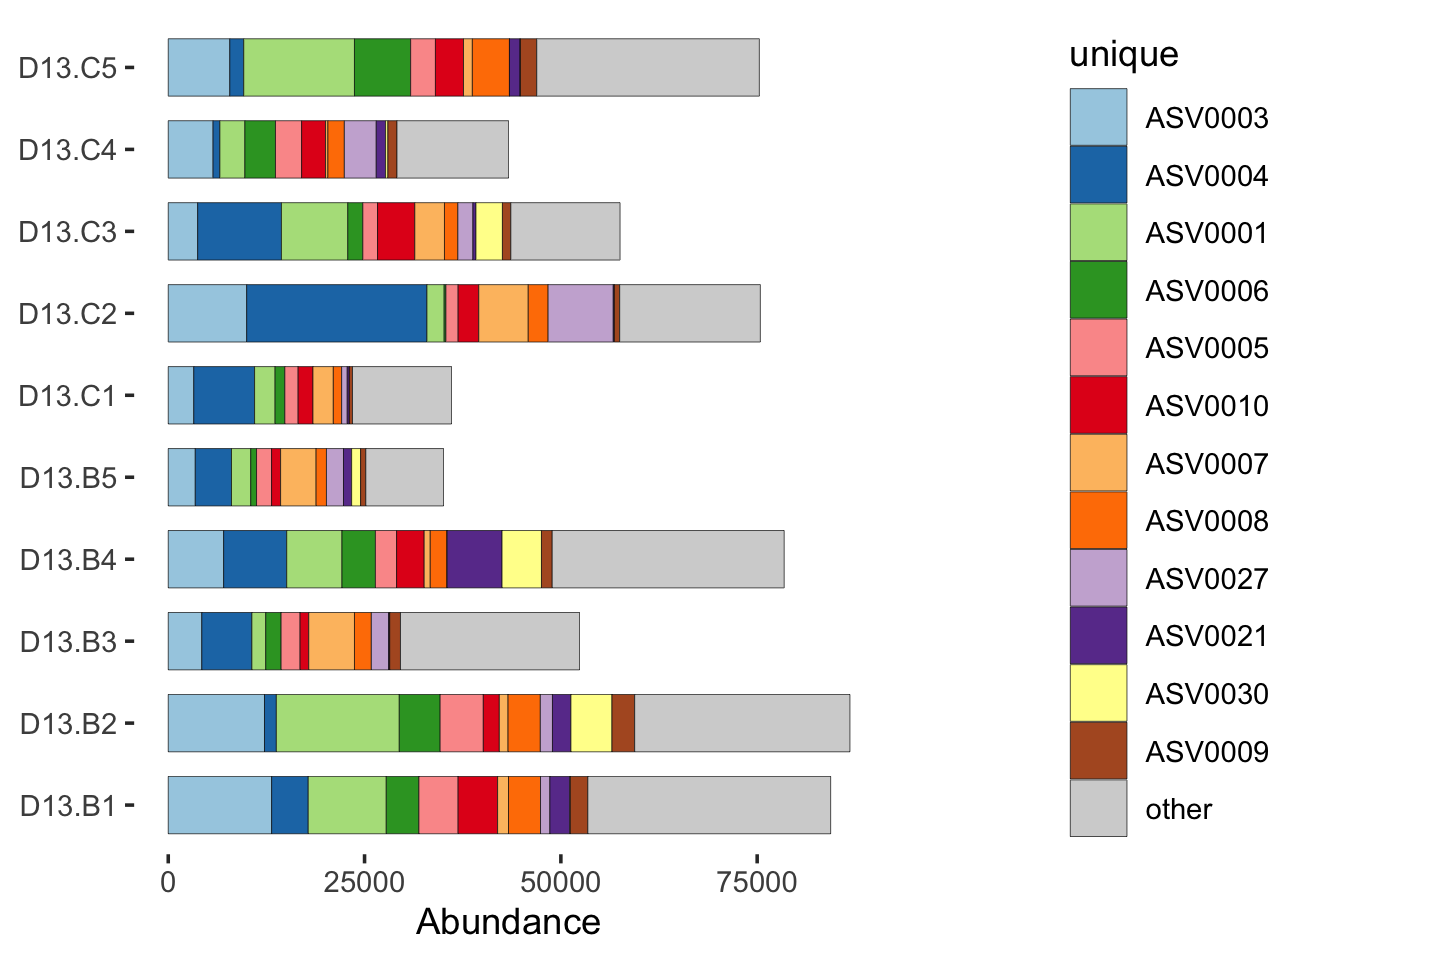 D13.C5
D13.C4
D13.C3
D13.C2
D13.C1
D13.B5
D13.B4
D13.B3
D13.B2
D13.B1
0 25000 50000 75000
Abundance
unique
ASV0003
ASV0004
ASV0001
ASV0006
ASV0005
ASV0010
ASV0007
ASV0008
ASV0027
ASV0021
ASV0030
ASV0009
other